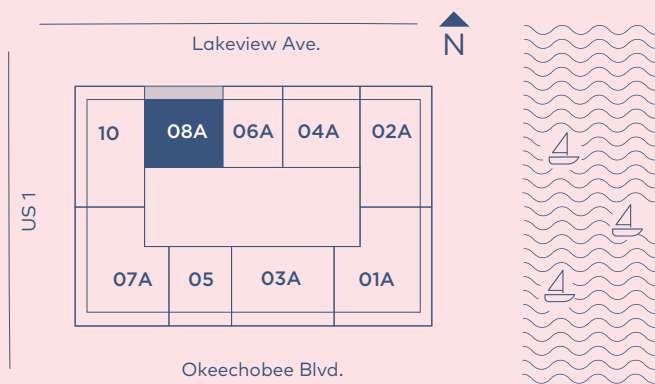 Lakeview Ave.
N
10
08A
06A
04A
02A
US 1
07A
05
03A
01A
Okeechobee Blvd.